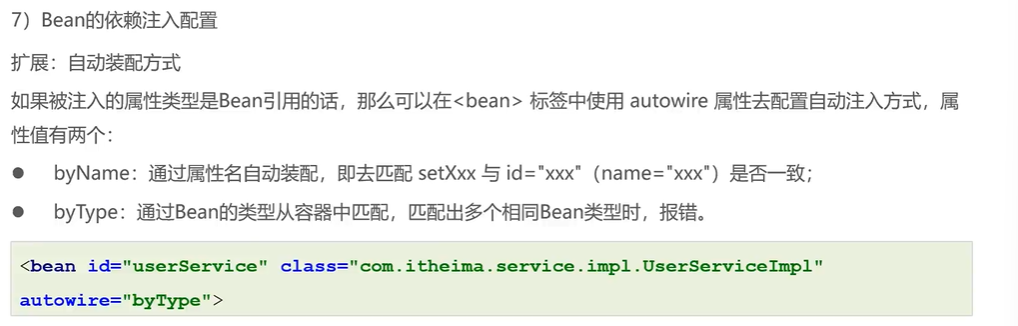 7）Bean的依赖注入配置
扩展：自动装配方式
如果被注入的属性类型是Bean引用的话，那么可以在<bean> 标签中使用 autowire 属性去配置自动注入方式，属
性值有两个：
● byName：通过属性名自动装配，即去匹配 setXxx 与 id="xxx"（name="xxx"）是否一致；
● byType：通过Bean的类型从容器中匹配，匹配出多个相同Bean类型时，报错。
<bean id="userService" class="com.itheima.service.impl.UserServiceImpl"
autowire="byType">